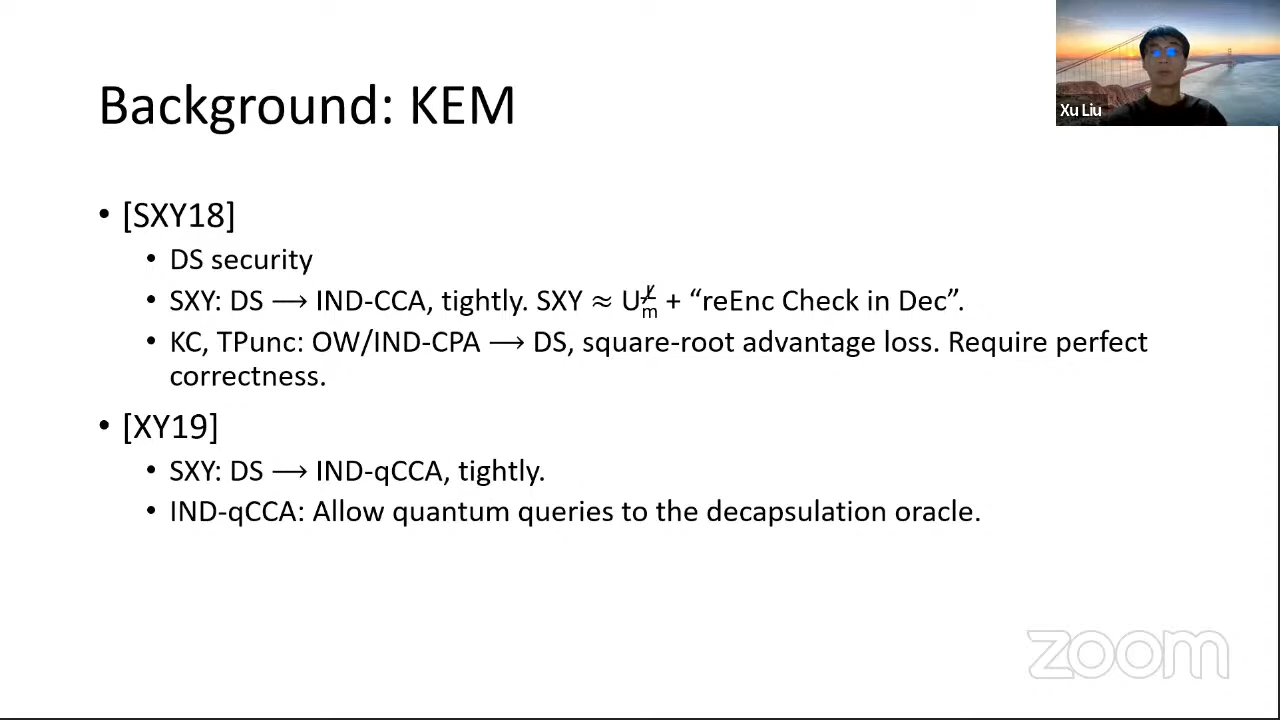 Background: KEM
Xu Liu
• [SXY18]
• DS security
• SXY: DS ⟶ IND-CCA, tightly. SXY ≈ U⊥̸m + “reEnc Check in Dec”.
• KC, TPunc: OW/IND-CPA ⟶ DS, square-root advantage loss. Require perfect
correctness.
• [XY19]
• SXY: DS ⟶ IND-qCCA, tightly.
• IND-qCCA: Allow quantum queries to the decapsulation oracle.
zoom